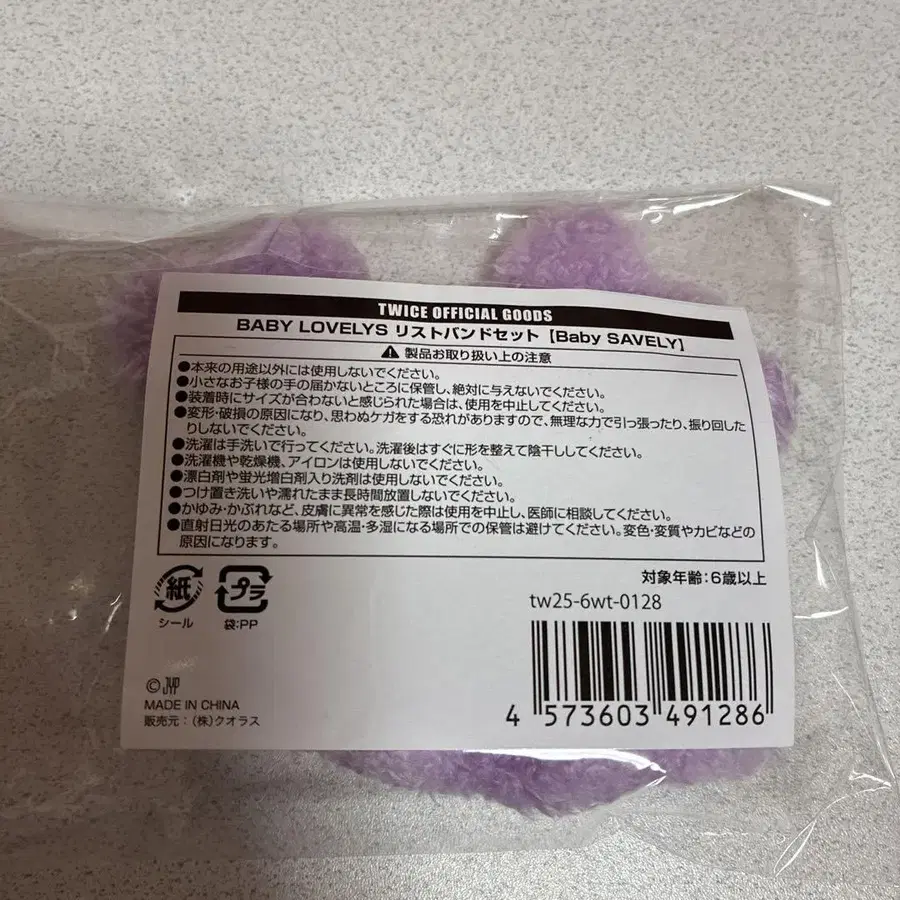 TWICE OFFICIAL GOODS
BABY LOVELYS リストバンドセット【Baby SAVELY】
製品お取り扱い上の注意
●本来の用途以外には使用しないでください。
●小さなお子様の手の届かないところに保管し、絶対に与えないでください。
●装着時にサイズが合わないと感じられた場合は、使用を中止してください。
●変形・破損の原因になり、思わぬケガをする恐れがありますので、無理な力で引っ張ったり、振り回した
りしないでください。
●洗濯は手洗いで行ってください。洗濯後はすぐに形を整えて陰干ししてください。
●洗濯機や乾燥機、アイロンは使用しないでください。
●漂白剤や蛍光増白剤入り洗剤は使用しないでください。
●つけ置き洗いや濡れたまま長時間放置しないでください。
●かゆみ・かぶれなど、皮膚に異常を感じた際は使用を中止し、医師に相談してください。
●直射日光のあたる場所や高温・多湿になる場所での保管は避けてください。変色・変質やカビなどの
原因になります。
対象年齢:6歳以上
紙
シール
プラ
袋:PP
tw25-6wt-0128
©JYP
MADE IN CHINA
販売元:(株)クオラス
4 573603 491286